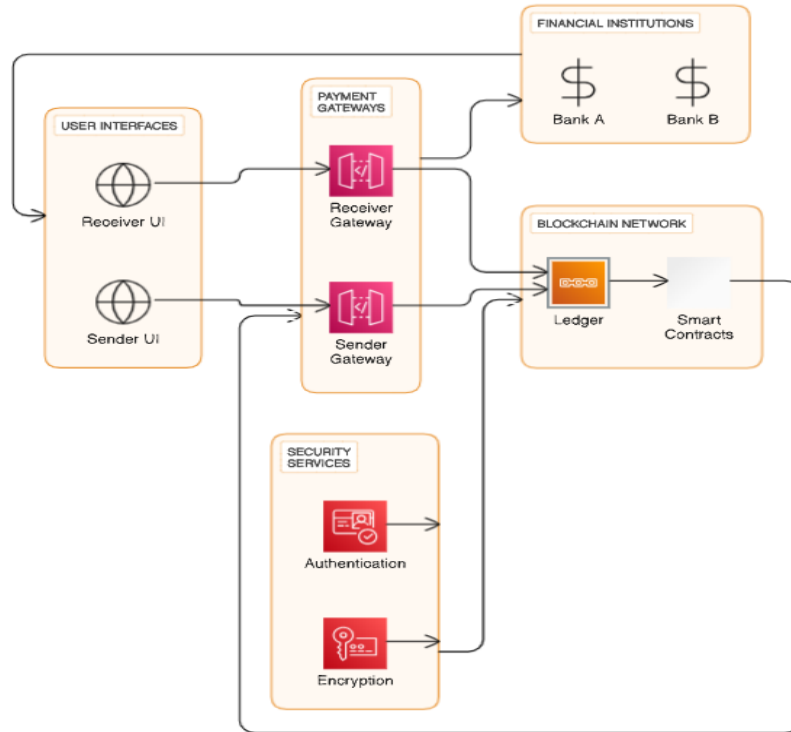 FINANCIAL INSTITUTIONS
Bank A
Bank B
PAYMENT
GATEWAYS
Receiver
Gateway
Sender
Gateway
USER INTERFACES
Receiver UI
Sender UI
BLOCKCHAIN NETWORK
Ledger
Smart
Contracts
SECURITY
SERVICES
Authentication
Encryption